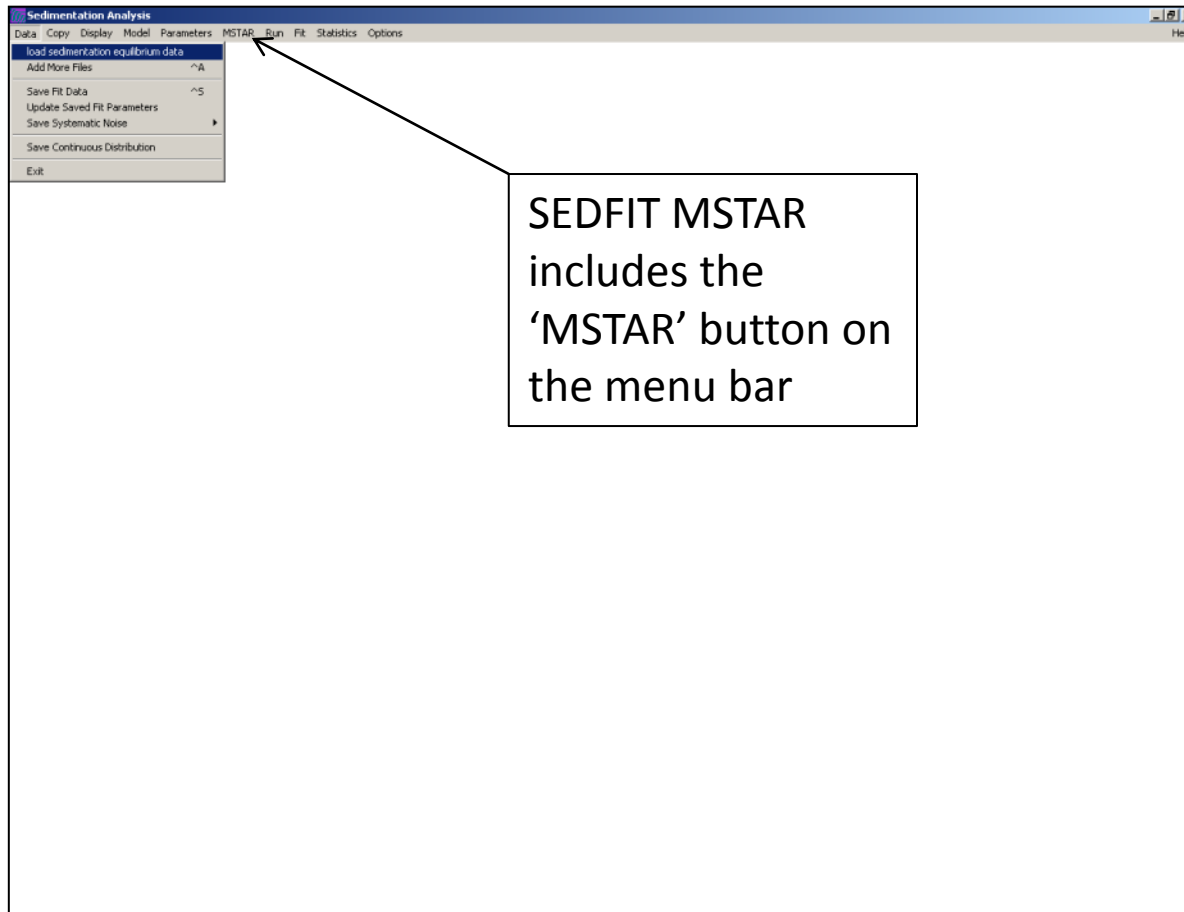 Sedimentation Analysis
Data Copy Display Model Parameters MSTAR Run Fit Statistics Options He
load sedimentation equilibrium data
Add More Files ^A
Save Fit Data ^S
Update Saved Fit Parameters
Save Systematic Noise
Save Continuous Distribution
Exit
SEDFIT MSTAR
includes the
‘MSTAR’ button on
the menu bar